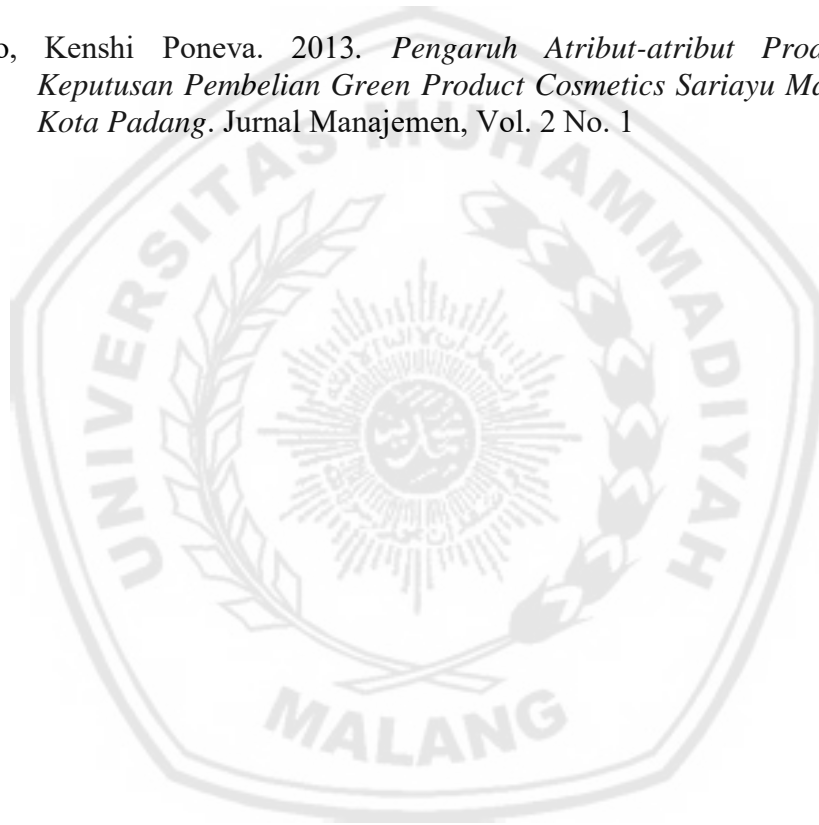 o, Kenshi Poneva. 2013. Pengaruh Atribut-atribut Prod
Keputusan Pembelian Green Product Cosmetics Sariayu Ma
Kota Padang. Jurnal Manajemen, Vol. 2 No. 1
UNIVERSITAS MUHAMMADIYAH
MALANG